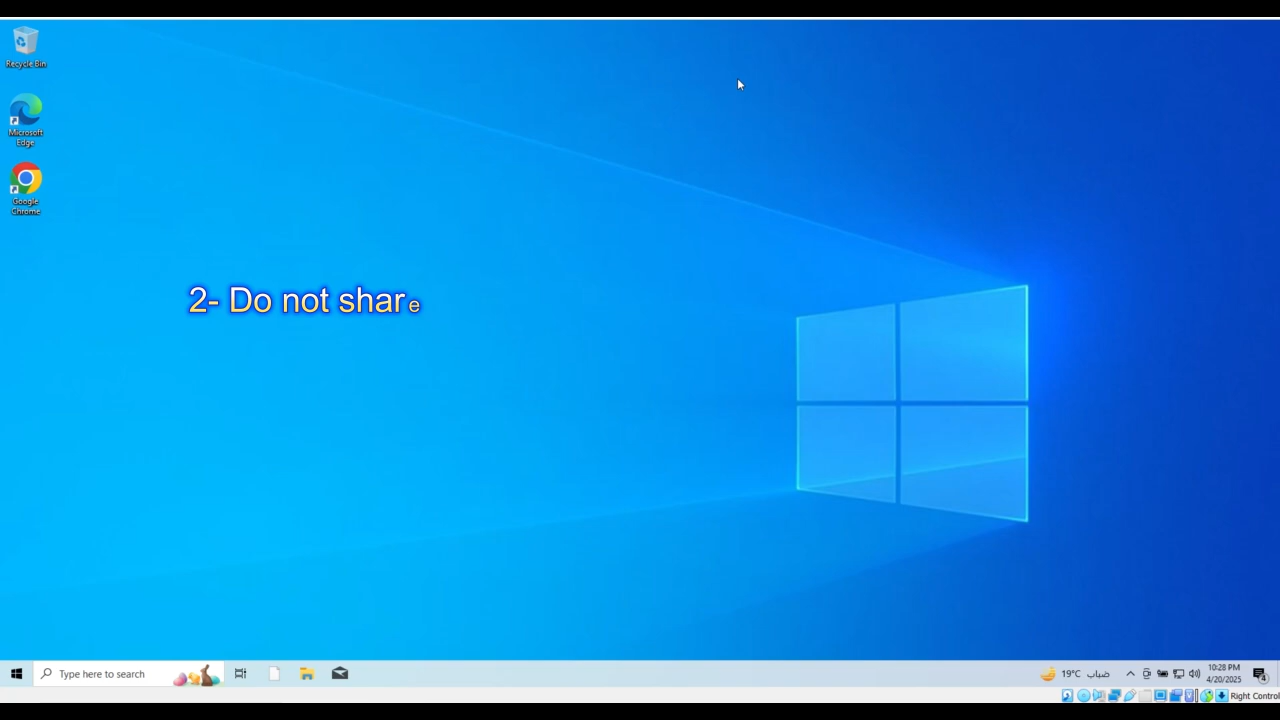 Recycle Bin
Microsoft
Edge
Google
Chrome
2- Do not share
Type here to search
19°C ضباب
10:28 PM
4/20/2025
4
Right Control